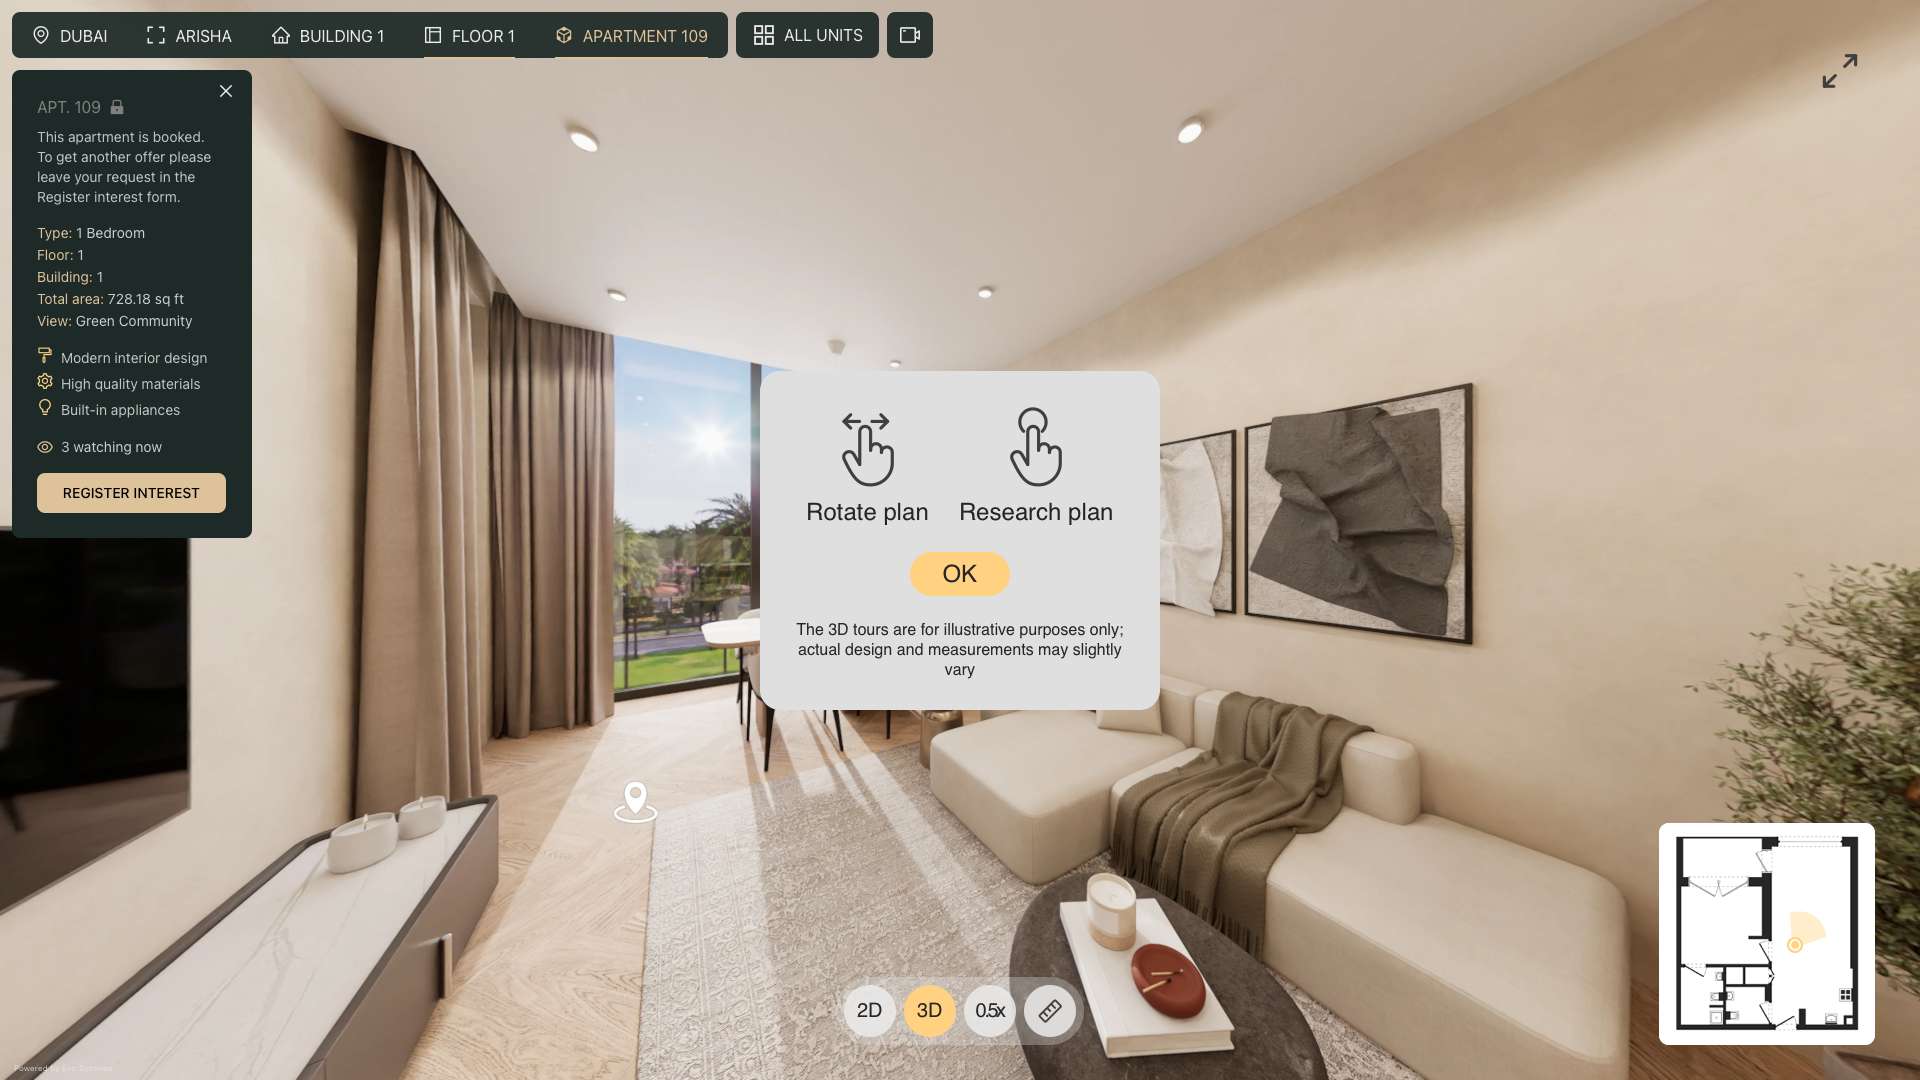 DUBAI
ARISHA
BUILDING 1
FLOOR 1
APARTMENT 109
ALL UNITS
APT. 109
This apartment is booked.
To get another offer please
leave your request in the
Register interest form.
Type: 1 Bedroom
Floor: 1
Building: 1
Total area: 728.18 sq ft
View: Green Community
Modern interior design
High quality materials
Built-in appliances
3 watching now
REGISTER INTEREST
Rotate plan
Research plan
OK
The 3D tours are for illustrative purposes only;
actual design and measurements may slightly
vary
2D
3D
0.5x
Powered by Eye Systems